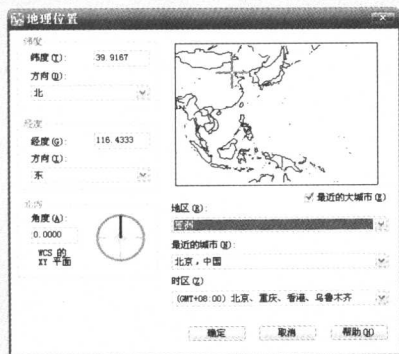 地理位置
纬度
纬度(T): 39.9167
方向(D):
北
经度
经度(G): 116.4333
方向(I):
东
角度(A):
0.0000
WCS 的
XY 平面
最近的大城市(E)
地区(R):
亚洲
最近的城市(N):
北京，中国
时区(Z)
(GMT+08:00) 北京、重庆、香港、乌鲁木齐
确定 取消 帮助(H)